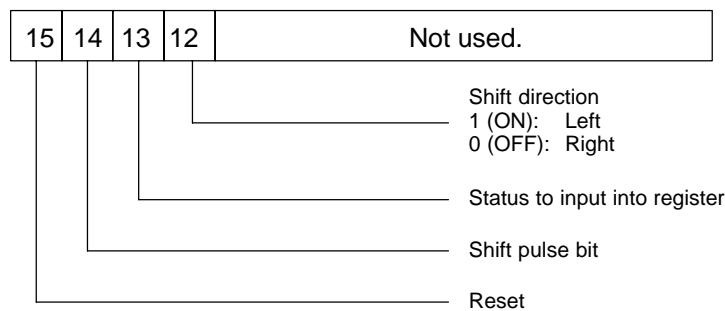 15 14 13 12 Not used.
Shift direction
1 (ON): Left
0 (OFF): Right
Status to input into register
Shift pulse bit
Reset